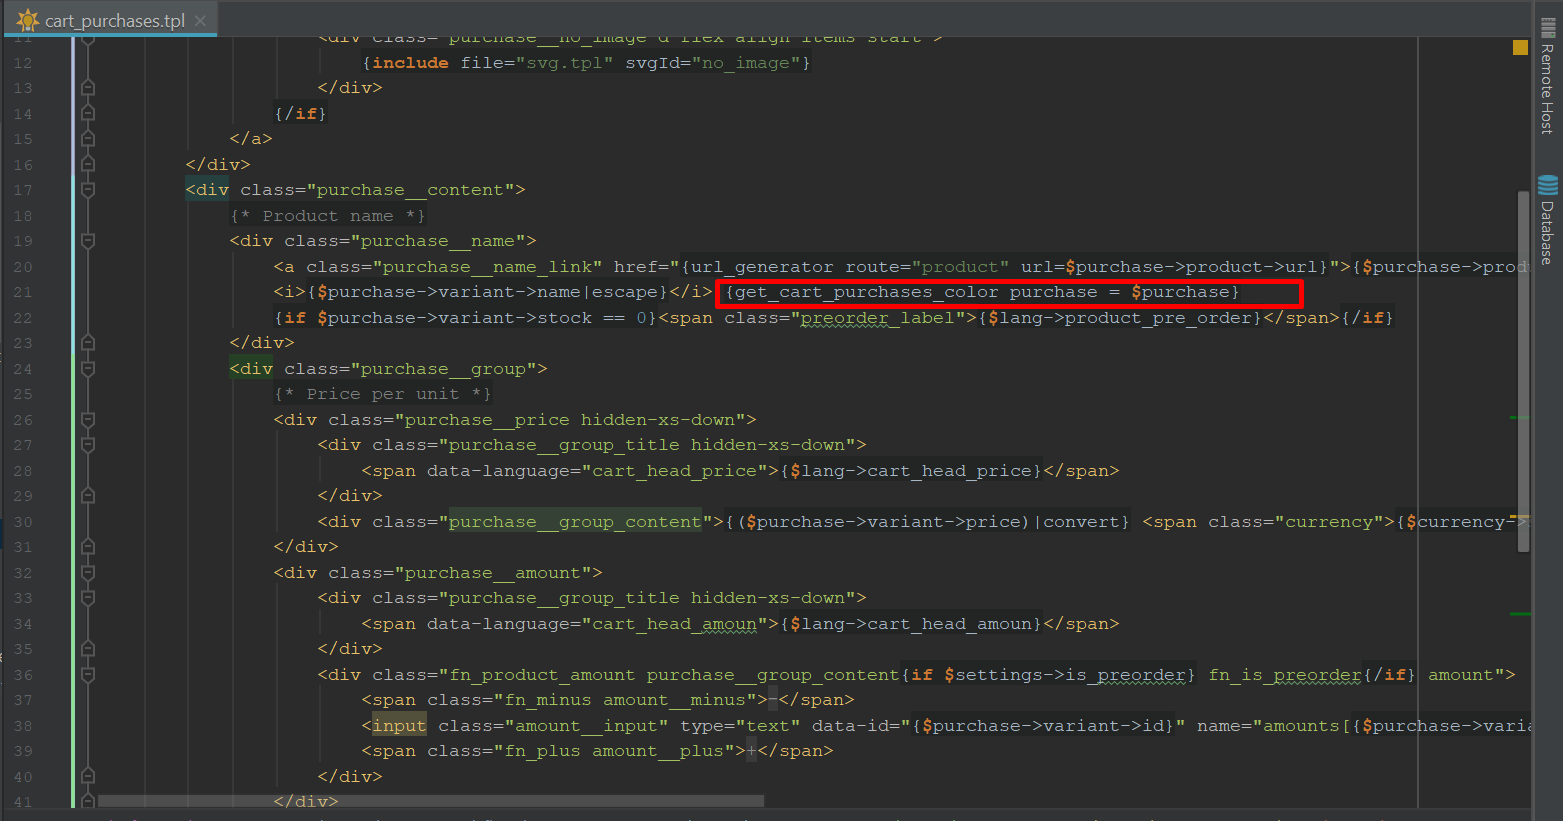 cart_purchases.tpl
11 <div class="purchase__no_image d-flex align-items-start">
12 {include file="svg.tpl" svgId="no_image"}
13 </div>
14 {/if}
15 </a>
16 </div>
17 <div class="purchase__content">
18 {* Product name *}
19 <div class="purchase__name">
20 <a class="purchase__name_link" href="{url_generator route="product" url=$purchase->product->url}">{$purchase->prod
21 <i>{$purchase->variant->name|escape}</i> {get_cart_purchases_color purchase = $purchase}
22 {if $purchase->variant->stock == 0}<span class="preorder_label">{$lang->product_pre_order}</span>{/if}
23 </div>
24 <div class="purchase__group">
25 {* Price per unit *}
26 <div class="purchase__price hidden-xs-down">
27 <div class="purchase__group_title hidden-xs-down">
28 <span data-language="cart_head_price">{$lang->cart_head_price}</span>
29 </div>
30 <div class="purchase__group_content">{($purchase->variant->price)|convert} <span class="currency">{$currency->
31 </div>
32 <div class="purchase__amount">
33 <div class="purchase__group_title hidden-xs-down">
34 <span data-language="cart_head_amoun">{$lang->cart_head_amoun}</span>
35 </div>
36 <div class="fn_product_amount purchase__group_content{if $settings->is_preorder} fn_is_preorder{/if} amount">
37 <span class="fn_minus amount__minus">-</span>
38 <input class="amount__input" type="text" data-id="{$purchase->variant->id}" name="amounts[{$purchase->varia
39 <span class="fn_plus amount__plus">+</span>
40 </div>
41 </div>
Remote Host
Database